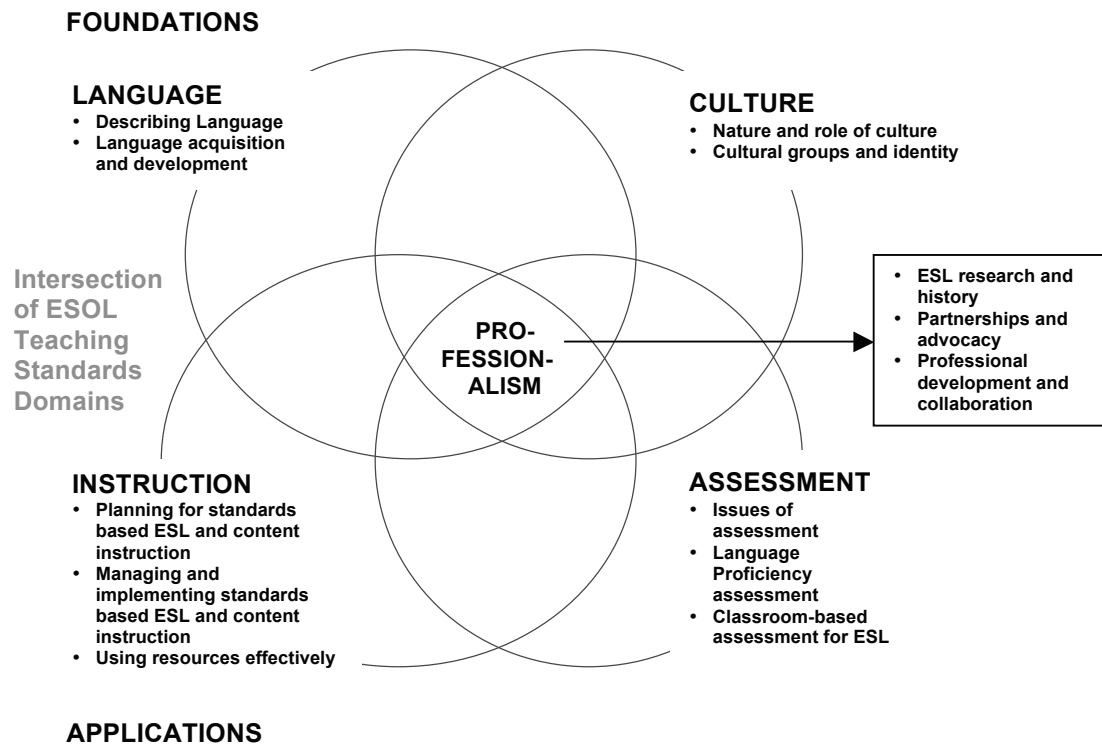 FOUNDATIONS
LANGUAGE
• Describing Language
• Language acquisition
and development
CULTURE
• Nature and role of culture
• Cultural groups and identity
Intersection
of ESOL
Teaching
Standards
Domains
PRO-
FESSION-
ALISM
• ESL research and
history
• Partnerships and
advocacy
• Professional
development and
collaboration
INSTRUCTION
• Planning for standards
based ESL and content
instruction
• Managing and
implementing standards
based ESL and content
instruction
• Using resources effectively
ASSESSMENT
• Issues of
assessment
• Language
Proficiency
assessment
• Classroom-based
assessment for ESL
APPLICATIONS